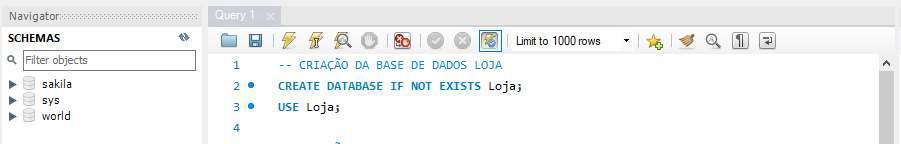 Navigator
SCHEMAS
Filter objects
sakila
sys
world
Query 1
Limit to 1000 rows
1 -- CRIAÇÃO DA BASE DE DADOS LOJA
2 CREATE DATABASE IF NOT EXISTS Loja;
3 USE Loja;
4